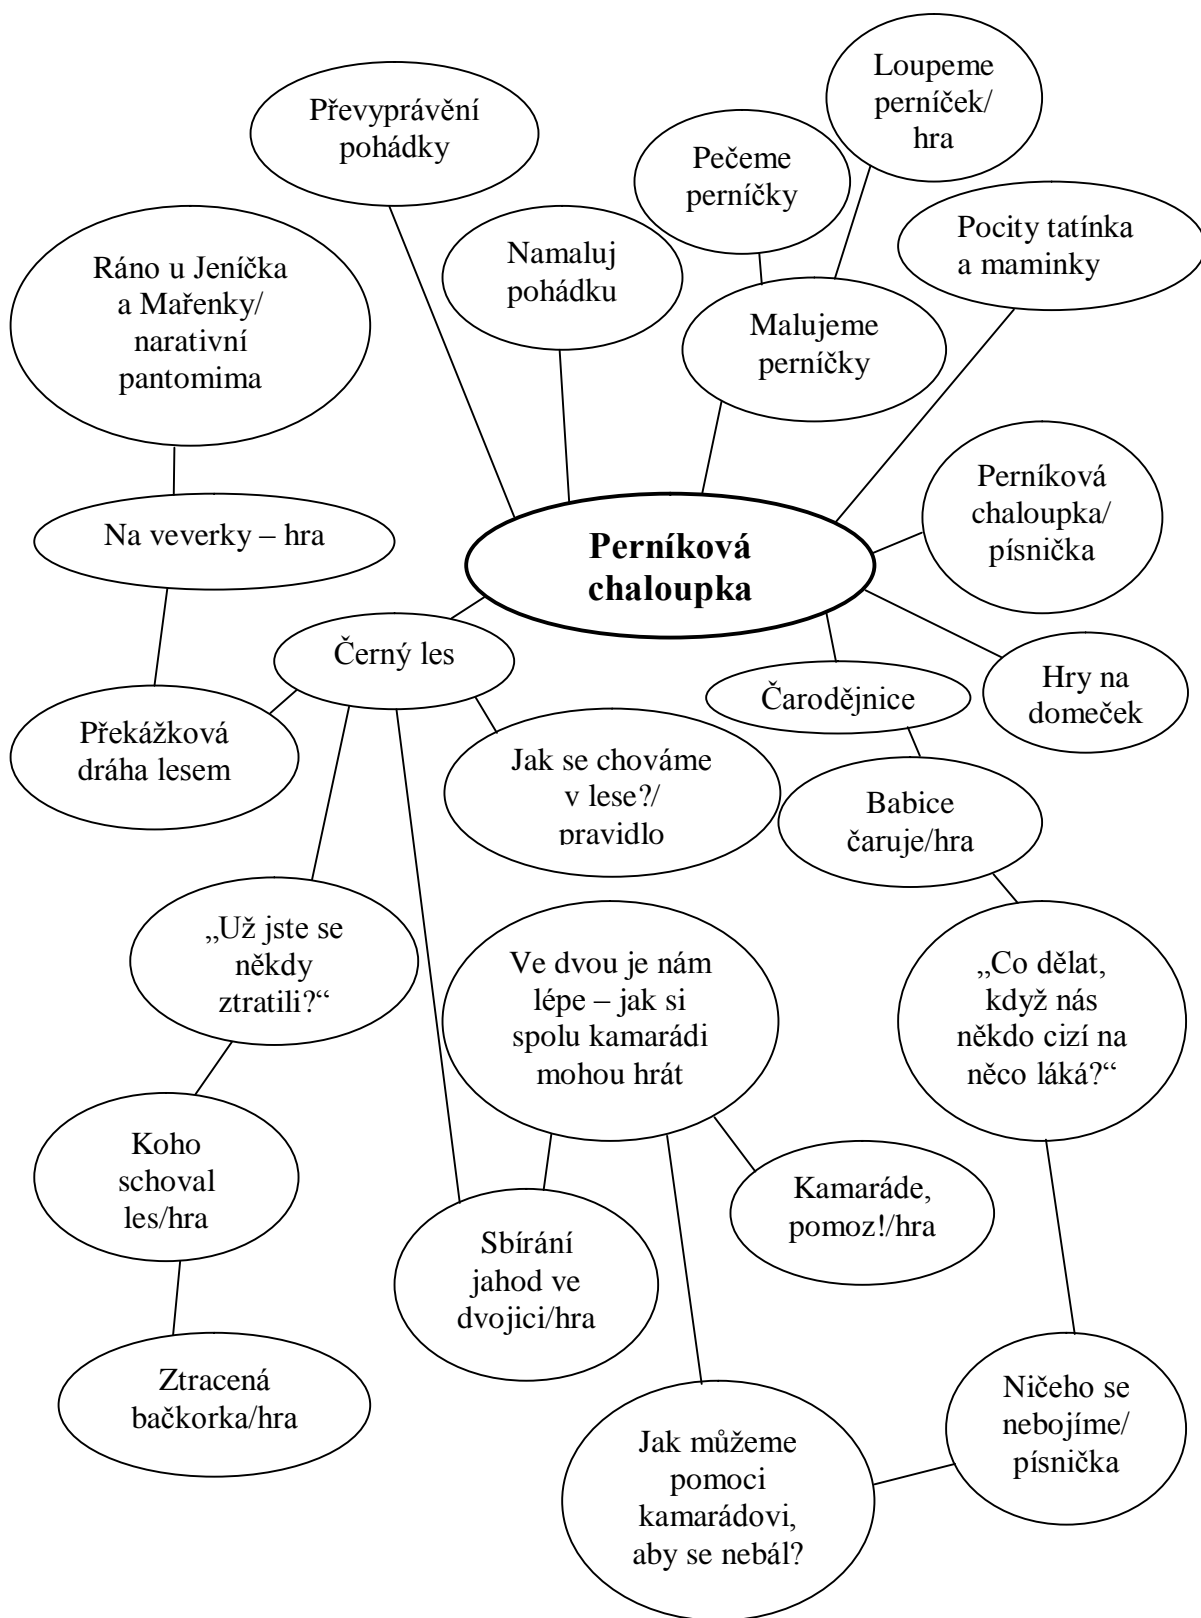 Loupeme
perníček/
hra
Převyprávění
pohádky
Pečeme
perníčky
Pocity tatínka
a maminky
Ráno u Jeníčka
a Mařenky/
narativní
pantomima
Namaluj
pohádku
Malujeme
perníčky
Perníková
chaloupka/
písnička
Na veverky – hra
Perníková
chaloupka
Černý les
Čarodějnice
Hry na
domeček
Překážková
dráha lesem
Jak se chováme
v lese?/
pravidlo
Babice
čaruje/hra
„Už jste se
někdy
ztratili?“
Ve dvou je nám
lépe – jak si
spolu kamarádi
mohou hrát
„Co dělat,
když nás
někdo cizí na
něco láká?“
Koho
schoval
les/hra
Kamaráde,
pomoz!/hra
Sbírání
jahod ve
dvojici/hra
Ztracená
bačkorka/hra
Ničeho se
nebojíme/
písnička
Jak můžeme
pomoci
kamarádovi,
aby se nebál?